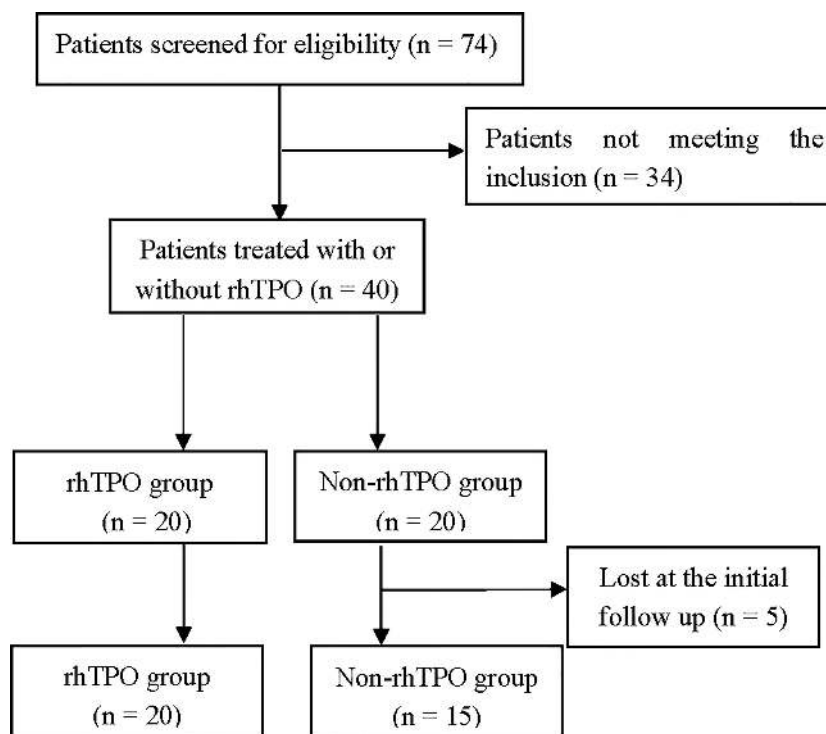 Patients screened for eligibility (n = 74)
Patients not meeting the
inclusion (n = 34)
Patients treated with or
without rhTPO (n = 40)
rhTPO group
(n = 20)
Non-rhTPO group
(n = 20)
Lost at the initial
follow up (n = 5)
rhTPO group
(n = 20)
Non-rhTPO group
(n = 15)